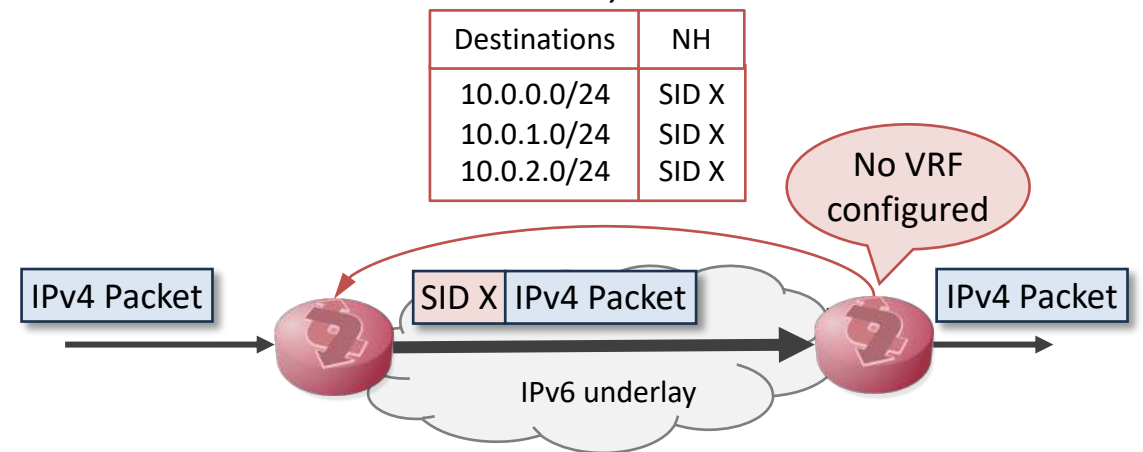 Destinations NH
10.0.0.0/24 SID X
10.0.1.0/24 SID X
10.0.2.0/24 SID X
No VRF
configured
IPv4 Packet
SID X IPv4 Packet
IPv4 Packet
IPv6 underlay